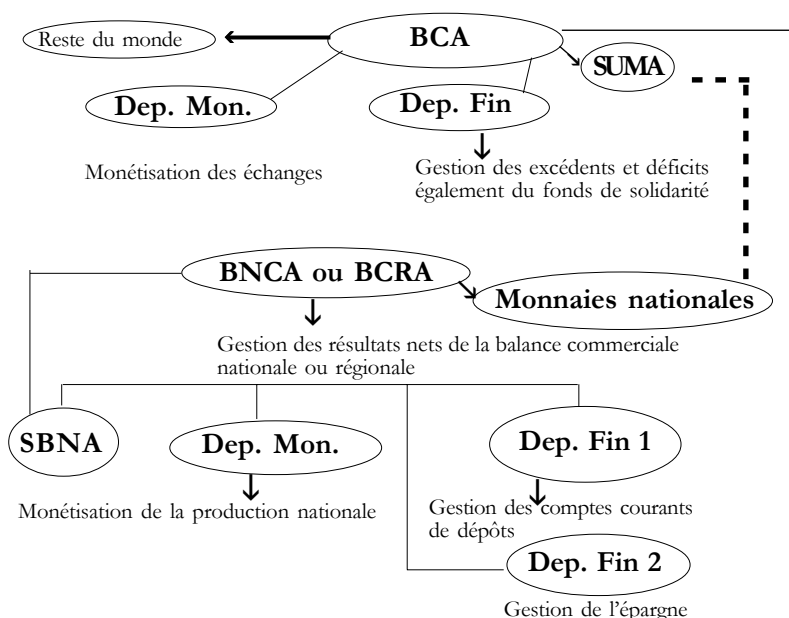 Reste du monde
BCA
SUMA
Dep. Mon.
Dep. Fin
Monétisation des échanges
Gestion des excédents et déficits
également du fonds de solidarité
BNCA ou BCRA
Monnaies nationales
Gestion des résultats nets de la balance commerciale
nationale ou régionale
SBNA
Dep. Mon.
Dep. Fin 1
Monétisation de la production nationale
Gestion des comptes courants
de dépôts
Dep. Fin 2
Gestion de l’épargne